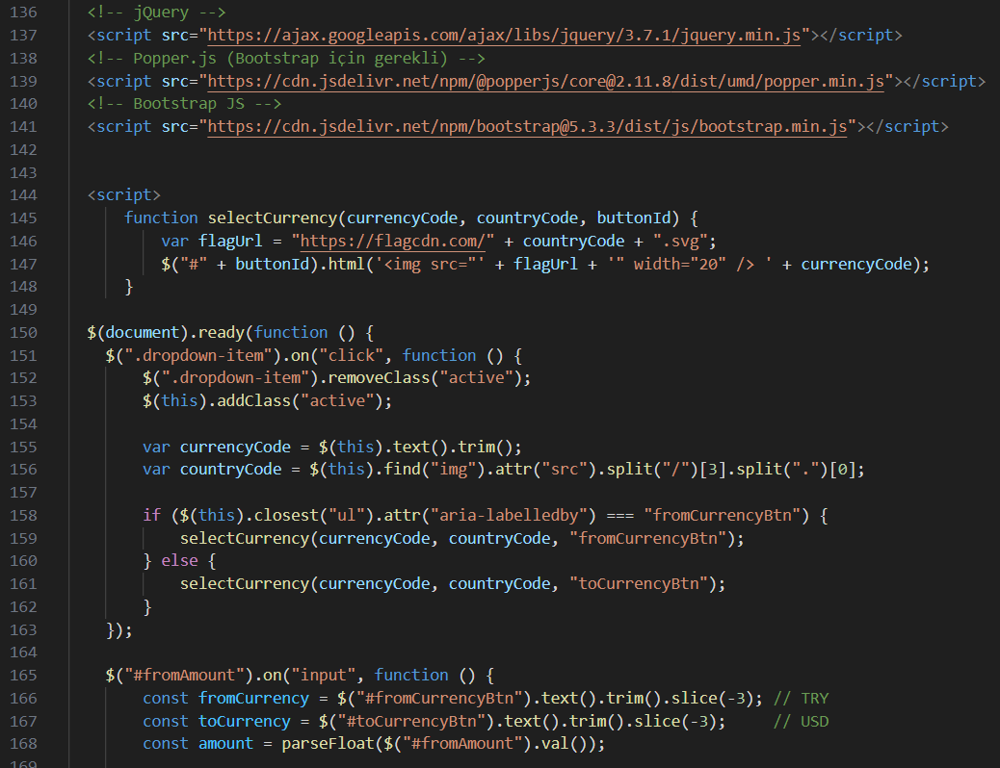 136 <!-- jQuery -->
137 <script src="https://ajax.googleapis.com/ajax/libs/jquery/3.7.1/jquery.min.js"></script>
138 <!-- Popper.js (Bootstrap için gerekli) -->
139 <script src="https://cdn.jsdelivr.net/npm/@popperjs/core@2.11.8/dist/umd/popper.min.js"></script>
140 <!-- Bootstrap JS -->
141 <script src="https://cdn.jsdelivr.net/npm/bootstrap@5.3.3/dist/js/bootstrap.min.js"></script>
142
143
144 <script>
145     function selectCurrency(currencyCode, countryCode, buttonId) {
146         var flagUrl = "https://flagcdn.com/" + countryCode + ".svg";
147         $("#" + buttonId).html('<img src="' + flagUrl + '" width="20" /> ' + currencyCode);
148     }
149
150 $(document).ready(function () {
151   $(".dropdown-item").on("click", function () {
152       $(".dropdown-item").removeClass("active");
153       $(this).addClass("active");
154
155       var currencyCode = $(this).text().trim();
156       var countryCode = $(this).find("img").attr("src").split("/")[3].split(".")[0];
157
158       if ($(this).closest("ul").attr("aria-labelledby") === "fromCurrencyBtn") {
159           selectCurrency(currencyCode, countryCode, "fromCurrencyBtn");
160       } else {
161           selectCurrency(currencyCode, countryCode, "toCurrencyBtn");
162       }
163   });
164
165   $("#fromAmount").on("input", function () {
166       const fromCurrency = $("#fromCurrencyBtn").text().trim().slice(-3); // TRY
167       const toCurrency = $("#toCurrencyBtn").text().trim().slice(-3);     // USD
168       const amount = parseFloat($("#fromAmount").val());
169